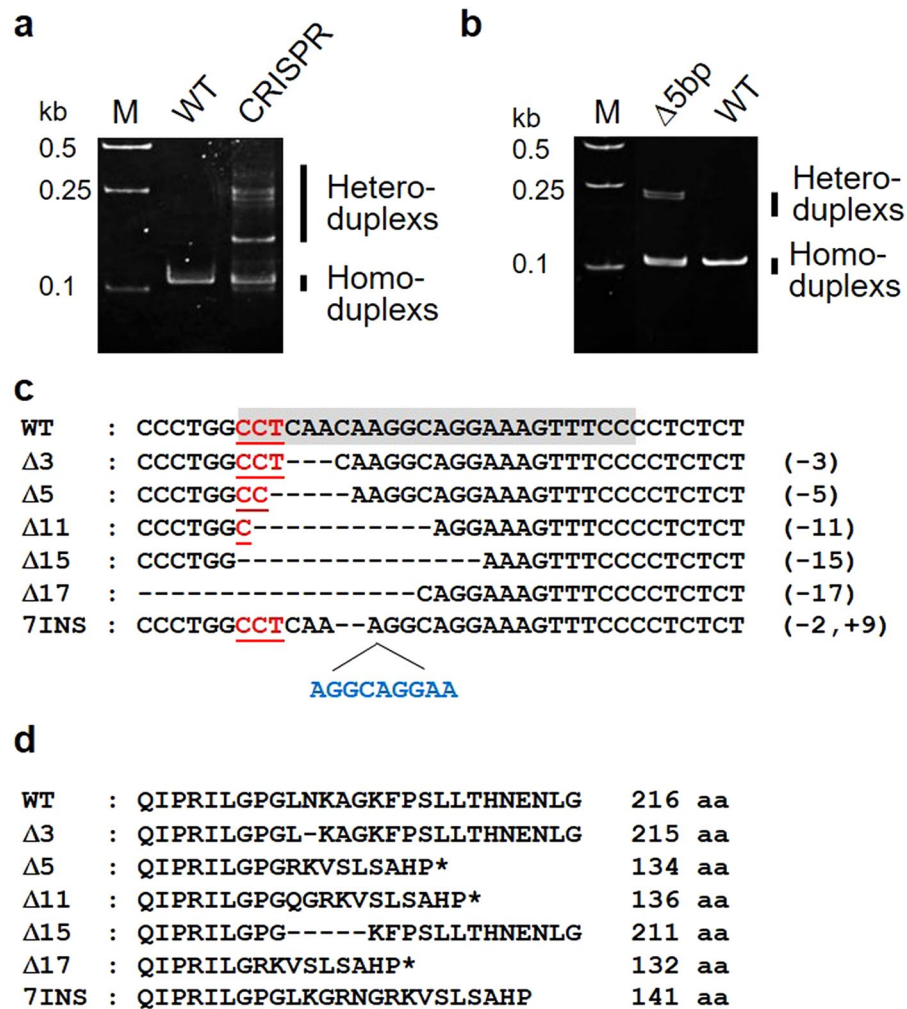 a
b
kb
M
WT
CRISPR
0.5
0.25
0.1
Hetero-
duplexs
Homo-
duplexs
kb
M
Δ5bp
WT
0.5
0.25
0.1
Hetero-
duplexs
Homo-
duplexs
c
WT : CCCTGGCCTCAACAAGGCAGGAAAGTTTCCCCTCTCT
Δ3 : CCCTGGCCT---CAAGGCAGGAAAGTTTCCCCTCTCT (-3)
Δ5 : CCCTGGCC-----AAGGCAGGAAAGTTTCCCCTCTCT (-5)
Δ11 : CCCTGGC-----------AGGAAAGTTTCCCCTCTCT (-11)
Δ15 : CCCTGG---------------AAAGTTTCCCCTCTCT (-15)
Δ17 : -----------------CAGGAAAGTTTCCCCTCTCT (-17)
7INS : CCCTGGCCTCAA--AGGCAGGAAAGTTTCCCCTCTCT (-2,+9)
AGGCAGGAA
d
WT : QIPRILGPGLNKAGKFPSLLTHNENLG 216 aa
Δ3 : QIPRILGPGL-KAGKFPSLLTHNENLG 215 aa
Δ5 : QIPRILGPGRKVSLSAHP* 134 aa
Δ11 : QIPRILGPGQGRKVSLSAHP* 136 aa
Δ15 : QIPRILGPG-----KFPSLLTHNENLG 211 aa
Δ17 : QIPRILGRKVSLSAHP* 132 aa
7INS : QIPRILGPGLKGRNGRKVSLSAHP 141 aa